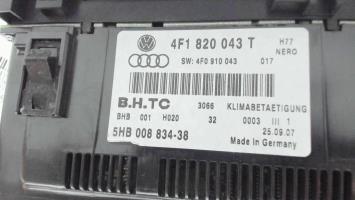 4F1 820 043 T H77
NERO
SW: 4F0 910 043 017
B.H.TC 3066 KLIMABETAETIGUNG
BHB 001 H020 32 0003 III 1
5HB 008 834-38 25.09.07
Made in Germany